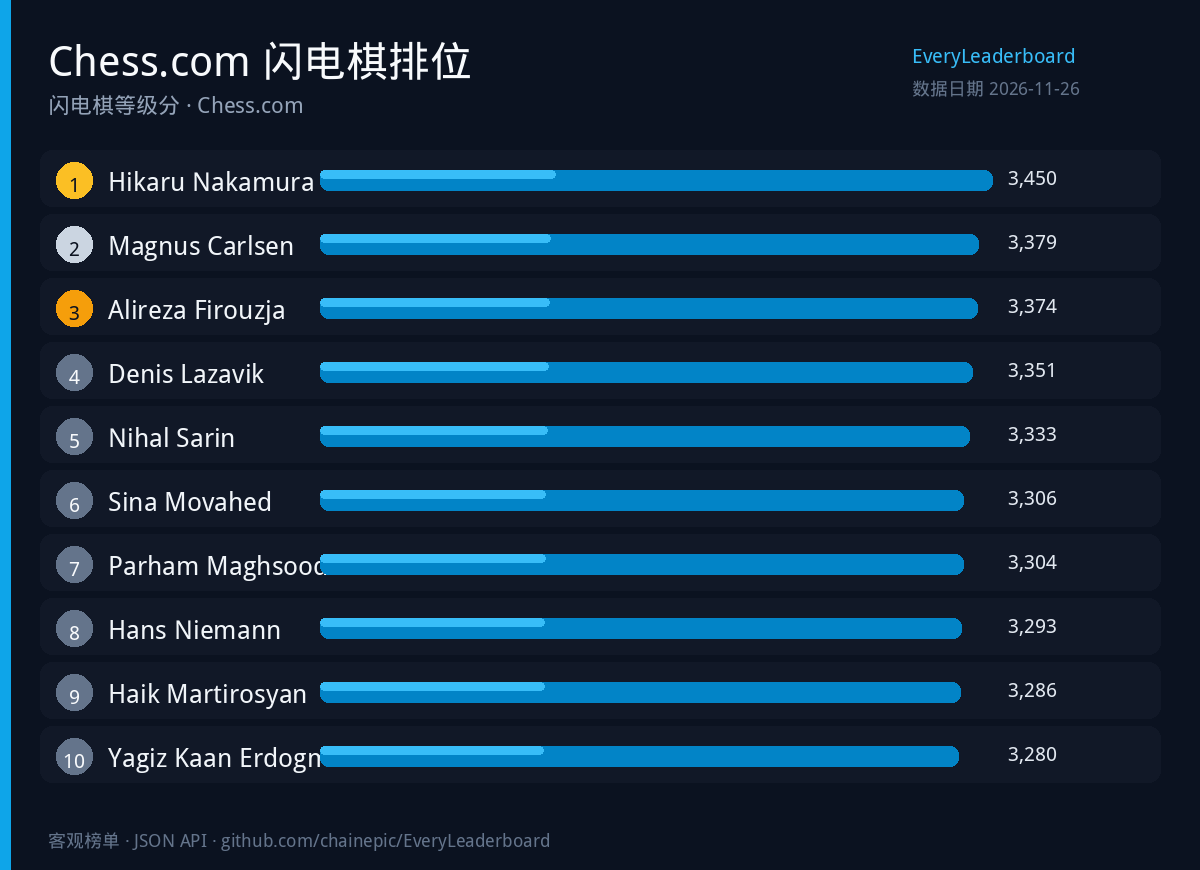 Chess.com 闪电棋排位
闪电棋等级分 · Chess.com
EveryLeaderboard
数据日期 2026-11-26
1 Hikaru Nakamura 3,450
2 Magnus Carlsen 3,379
3 Alireza Firouzja 3,374
4 Denis Lazavik 3,351
5 Nihal Sarin 3,333
6 Sina Movahed 3,306
7 Parham Maghsood 3,304
8 Hans Niemann 3,293
9 Haik Martirosyan 3,286
10 Yagiz Kaan Erdogm 3,280
客观榜单 · JSON API · github.com/chainepic/EveryLeaderboard